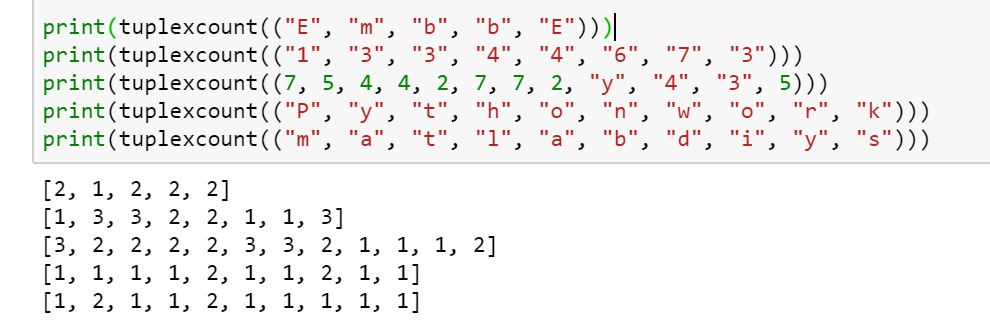 print(tuplexcount(("E", "m", "b", "b", "E")))
print(tuplexcount(("1", "3", "3", "4", "4", "6", "7", "3")))
print(tuplexcount((7, 5, 4, 4, 2, 7, 7, 2, "y", "4", "3", 5)))
print(tuplexcount(("P", "y", "t", "h", "o", "n", "w", "o", "r", "k")))
print(tuplexcount(("m", "a", "t", "l", "a", "b", "d", "i", "y", "s")))
[2, 1, 2, 2, 2]
[1, 3, 3, 2, 2, 1, 1, 3]
[3, 2, 2, 2, 2, 3, 3, 2, 1, 1, 1, 2]
[1, 1, 1, 1, 2, 1, 1, 2, 1, 1]
[1, 2, 1, 1, 2, 1, 1, 1, 1, 1]